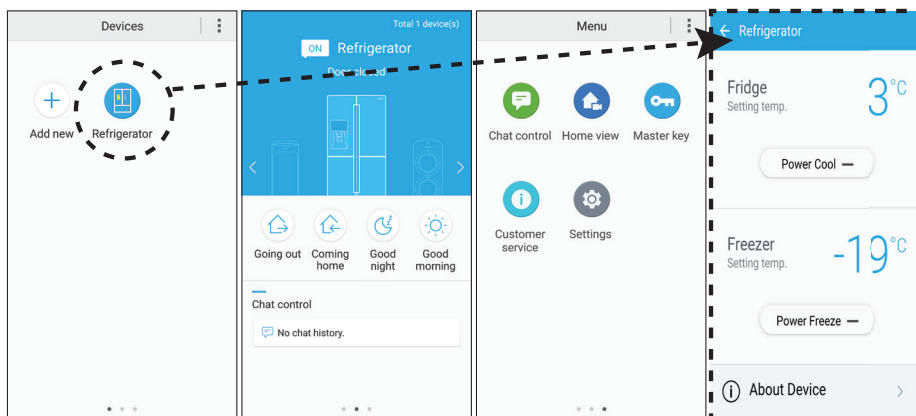 Devices
Add new
Refrigerator
Total 1 device(s)
ON Refrigerator
Door closed
Going out
Coming
home
Good
night
Good
morning
Chat control
No chat history.
Menu
Chat control
Home view
Master key
Customer
service
Settings
Refrigerator
Fridge
Setting temp.
3°C
Power Cool
Freezer
Setting temp.
-19°C
Power Freeze
About Device